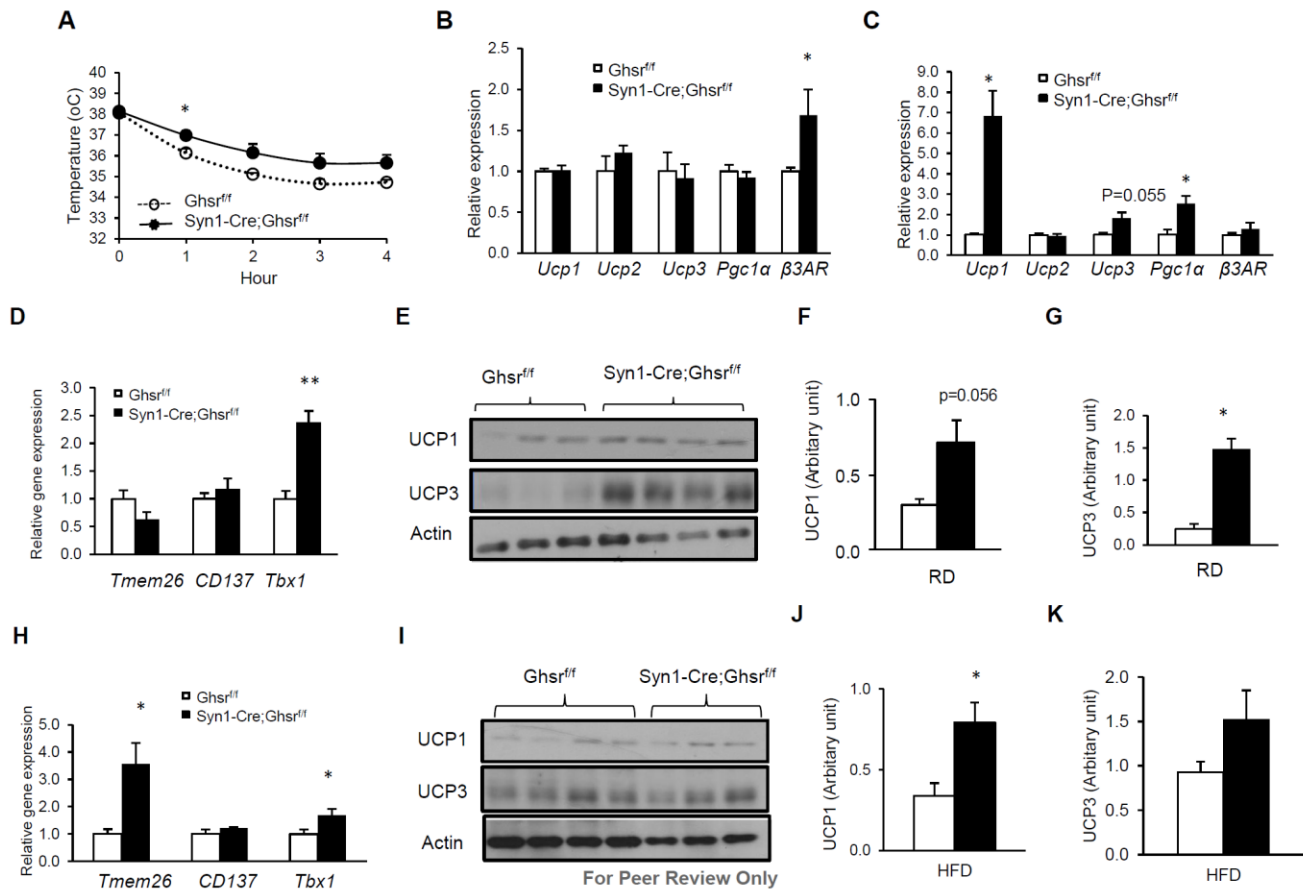 A
Temperature (oC)
40
38
36
34
32
*
Ghsrf/f
Syn1-Cre;Ghsrf/f
0 1 2 3 4
Hour
B
Relative expression
2.5
2.0
1.5
1.0
0.5
0.0
Ghsrf/f
Syn1-Cre;Ghsrf/f
*
Ucp1 Ucp2 Ucp3 Pgc1α β3AR
C
Relative expression
9.0
8.0
7.0
6.0
5.0
4.0
3.0
2.0
1.0
0.0
Ghsrf/f
Syn1-Cre;Ghsrf/f
*
P=0.055
*
Ucp1 Ucp2 Ucp3 Pgc1α β3AR
D
Relative gene expression
3.0
2.5
2.0
1.5
1.0
0.5
0.0
Ghsrf/f
Syn1-Cre;Ghsrf/f
**
Tmem26 CD137 Tbx1
E
Ghsrf/f Syn1-Cre;Ghsrf/f
UCP1
UCP3
Actin
F
UCP1 (Arbitary unit)
1.0
0.5
0.0
p=0.056
RD
G
UCP3 (Arbitrary unit)
2.0
1.5
1.0
0.5
0.0
*
RD
H
Relative gene expression
5.0
4.0
3.0
2.0
1.0
0.0
Ghsrf/f
Syn1-Cre;Ghsrf/f
*
*
Tmem26 CD137 Tbx1
I
Ghsrf/f Syn1-Cre;Ghsrf/f
UCP1
UCP3
Actin
For Peer Review Only
J
UCP1 (Arbitary unit)
1.0
0.5
0.0
*
HFD
K
UCP3 (Arbitary unit)
2.0
1.5
1.0
0.5
0.0
HFD